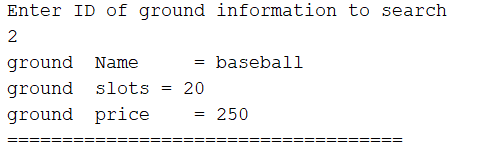 Enter ID of ground information to search
2
ground  Name     = baseball
ground  slots = 20
ground  price    = 250
====================================